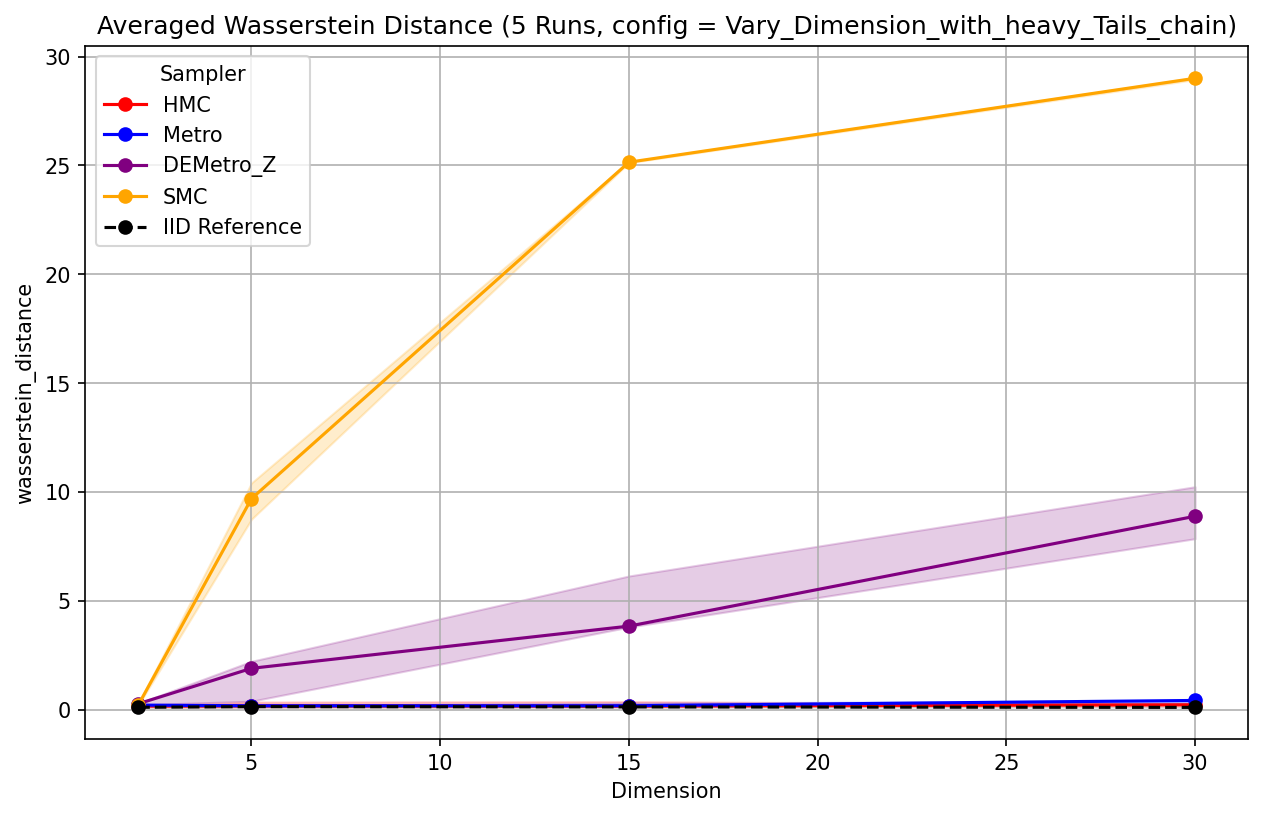 Averaged Wasserstein Distance (5 Runs, config = Vary_Dimension_with_heavy_Tails_chain)
30
25
20
15
10
5
0
wasserstein_distance
Sampler
HMC
Metro
DEMetro_Z
SMC
IID Reference
5
10
15
20
25
30
Dimension